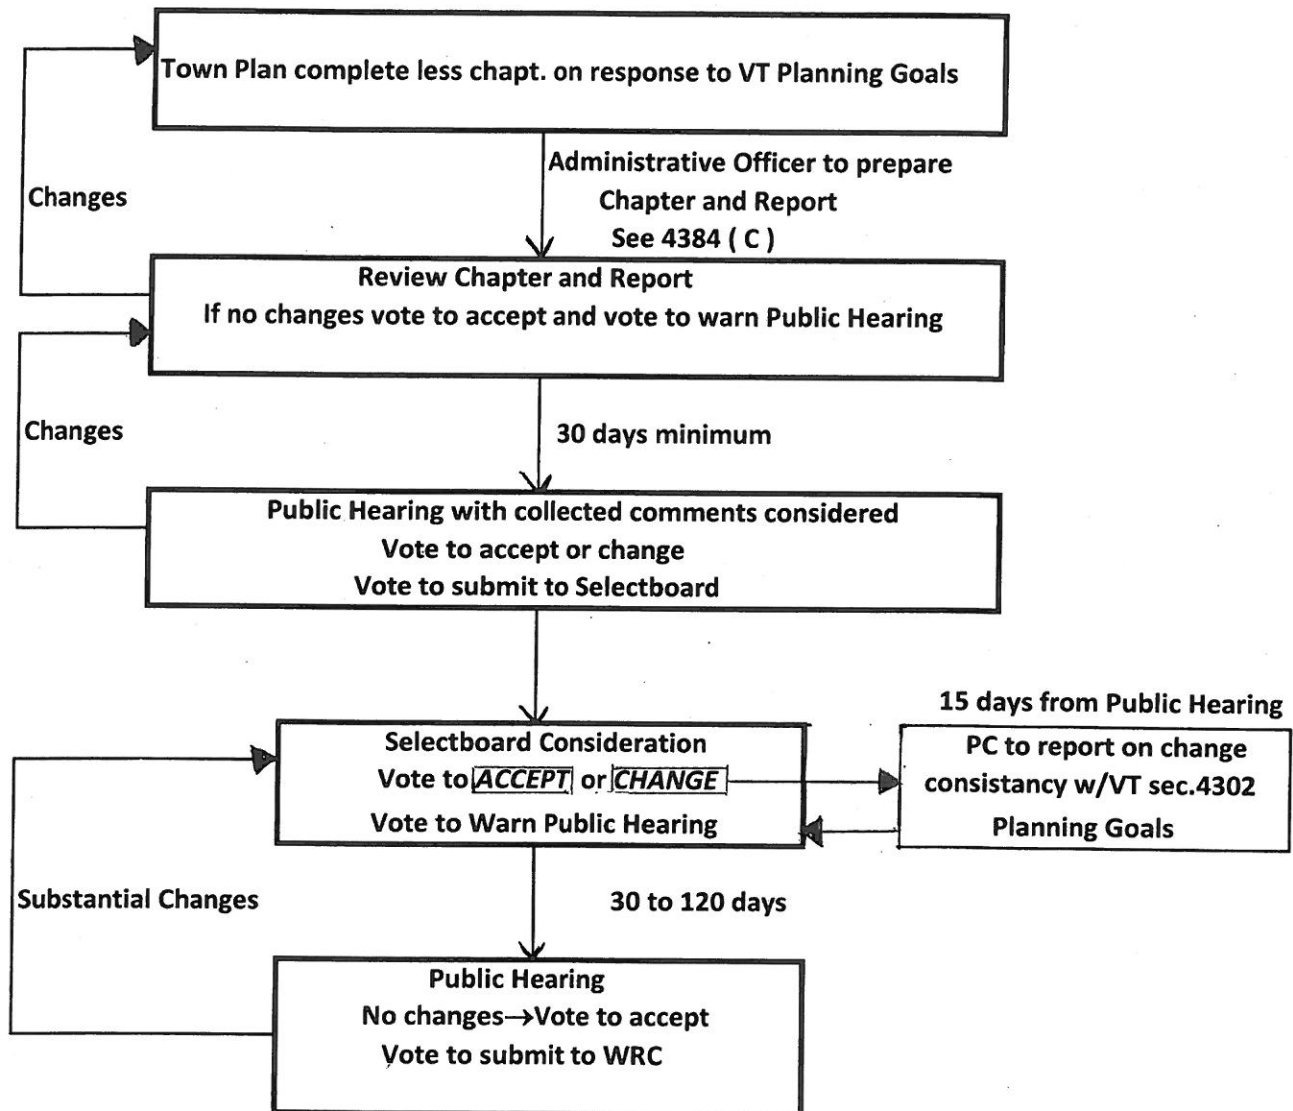 Town Plan complete less chapt. on response to VT Planning Goals
Changes
Administrative Officer to prepare
Chapter and Report
See 4384 ( C )
Review Chapter and Report
If no changes vote to accept and vote to warn Public Hearing
Changes
30 days minimum
Public Hearing with collected comments considered
Vote to accept or change
Vote to submit to Selectboard
15 days from Public Hearing
Selectboard Consideration
Vote to ACCEPT or CHANGE
Vote to Warn Public Hearing
PC to report on change
consistancy w/VT sec.4302
Planning Goals
Substantial Changes
30 to 120 days
Public Hearing
No changes→Vote to accept
Vote to submit to WRC